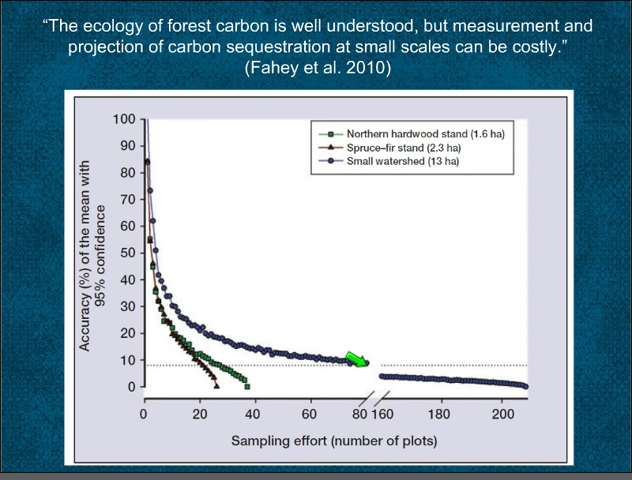 “The ecology of forest carbon is well understood, but measurement and
projection of carbon sequestration at small scales can be costly.”
(Fahey et al. 2010)
Northern hardwood stand (1.6 ha)
Spruce–fir stand (2.3 ha)
Small watershed (13 ha)
Accuracy (%) of the mean with
95% confidence
100
90
80
70
60
50
40
30
20
10
0
0 20 40 60 80 160 180 200
Sampling effort (number of plots)